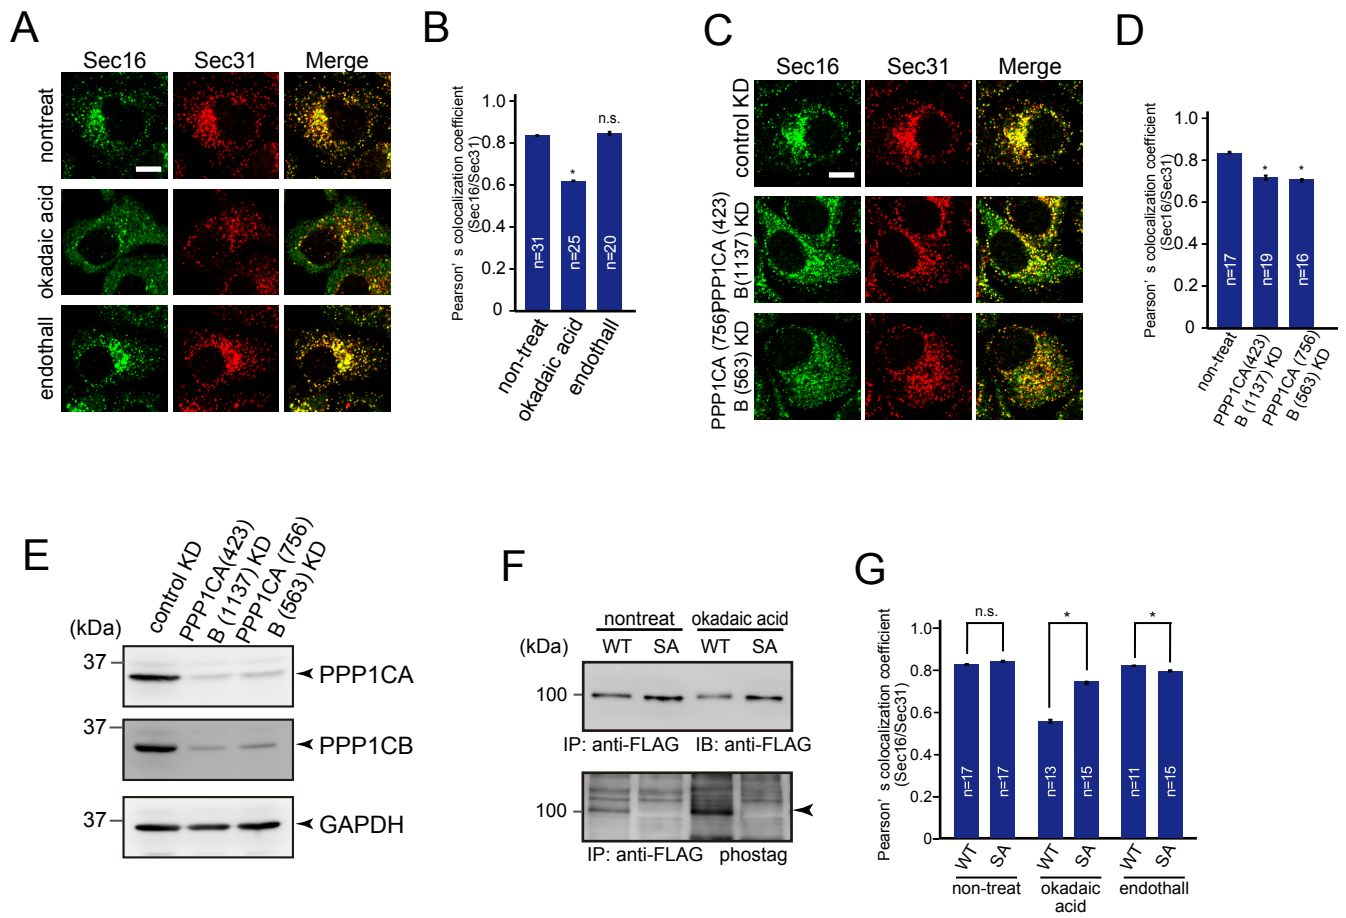 A
Sec16 Sec31 Merge
nontreat
okadaic acid
endothall
B
Pearson' s colocalization coefficient
(Sec16/Sec31)
1.0
0.8
0.6
0.4
0.2
0
*
n.s.
n=31
n=25
n=20
non-treat
okadaic acid
endothall
C
Sec16 Sec31 Merge
control KD
PPP1CA (423)
B(1137) KD
PPP1CA (756)
B (563) KD
D
Pearson' s colocalization coefficient
(Sec16/Sec31)
1.0
0.8
0.6
0.4
0.2
0
* *
n=17
n=19
n=16
non-treat
PPP1CA(423)
B (1137) KD
PPP1CA (756)
B (563) KD
E
control KD
PPP1CA(423)
B (1137) KD
PPP1CA (756)
B (563) KD
(kDa)
37
PPP1CA
37
PPP1CB
37
GAPDH
F
nontreat okadaic acid
(kDa) WT SA WT SA
100
IP: anti-FLAG IB: anti-FLAG
100
IP: anti-FLAG phostag
G
Pearson' s colocalization coefficient
(Sec16/Sec31)
1.0
0.8
0.6
0.4
0.2
0
n.s. * *
n=17
n=17
n=13
n=15
n=11
n=15
WT SA WT SA WT SA
non-treat okadaic endothall
acid